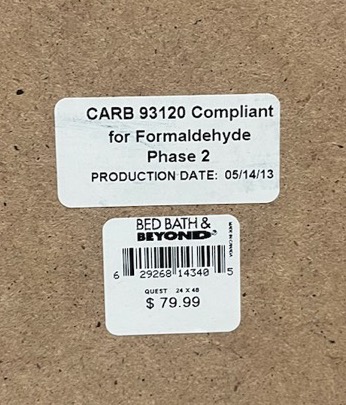 CARB 93120 Compliant
for Formaldehyde
Phase 2
PRODUCTION DATE: 05/14/13
BED BATH &
BEYOND®
6 29268 14340 5
QUEST 24 X 48
$ 79.99